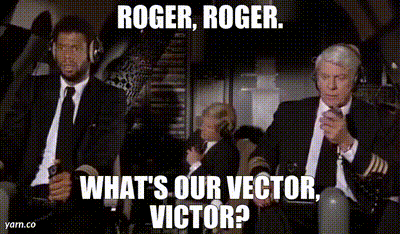 ROGER, ROGER.
WHAT'S OUR VECTOR,
VICTOR?
yarn.co